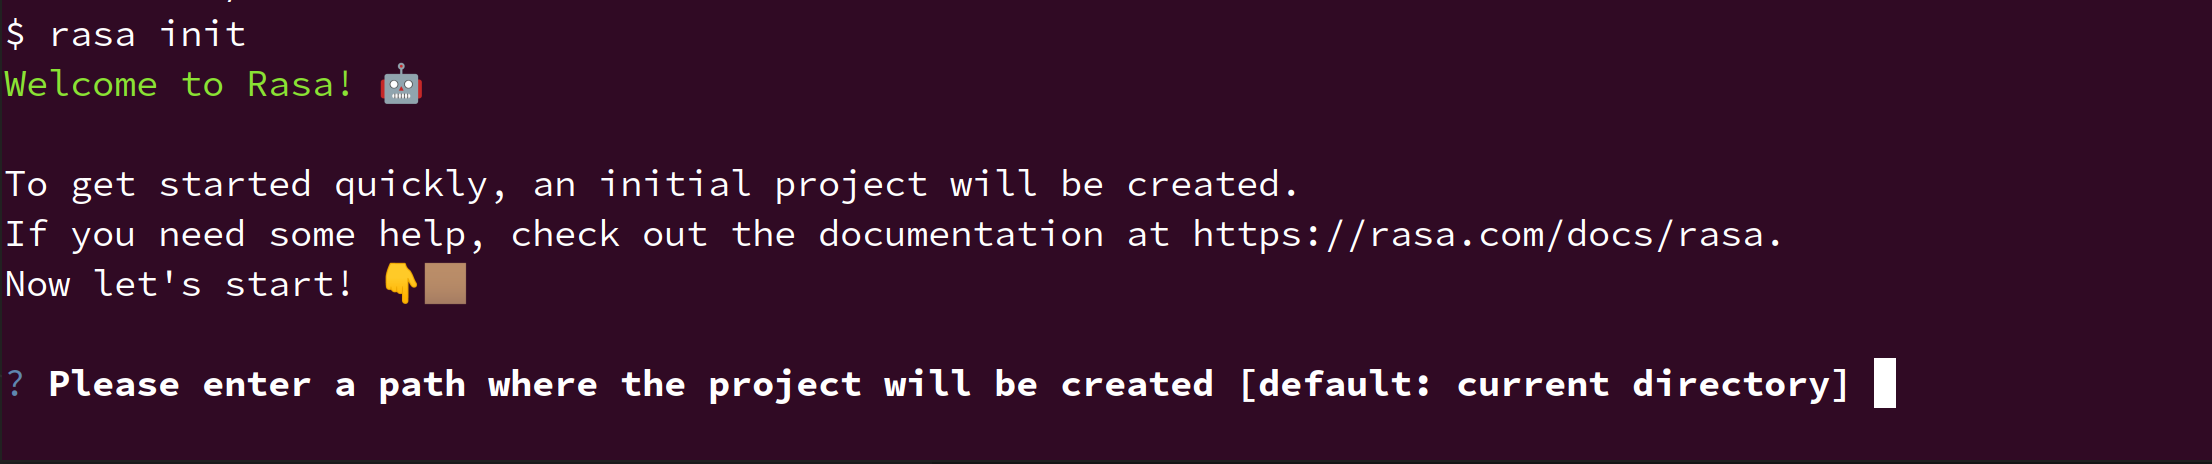 $ rasa init
Welcome to Rasa! 🤖
To get started quickly, an initial project will be created.
If you need some help, check out the documentation at https://rasa.com/docs/rasa.
Now let's start! 👇🏽
? Please enter a path where the project will be created [default: current directory]